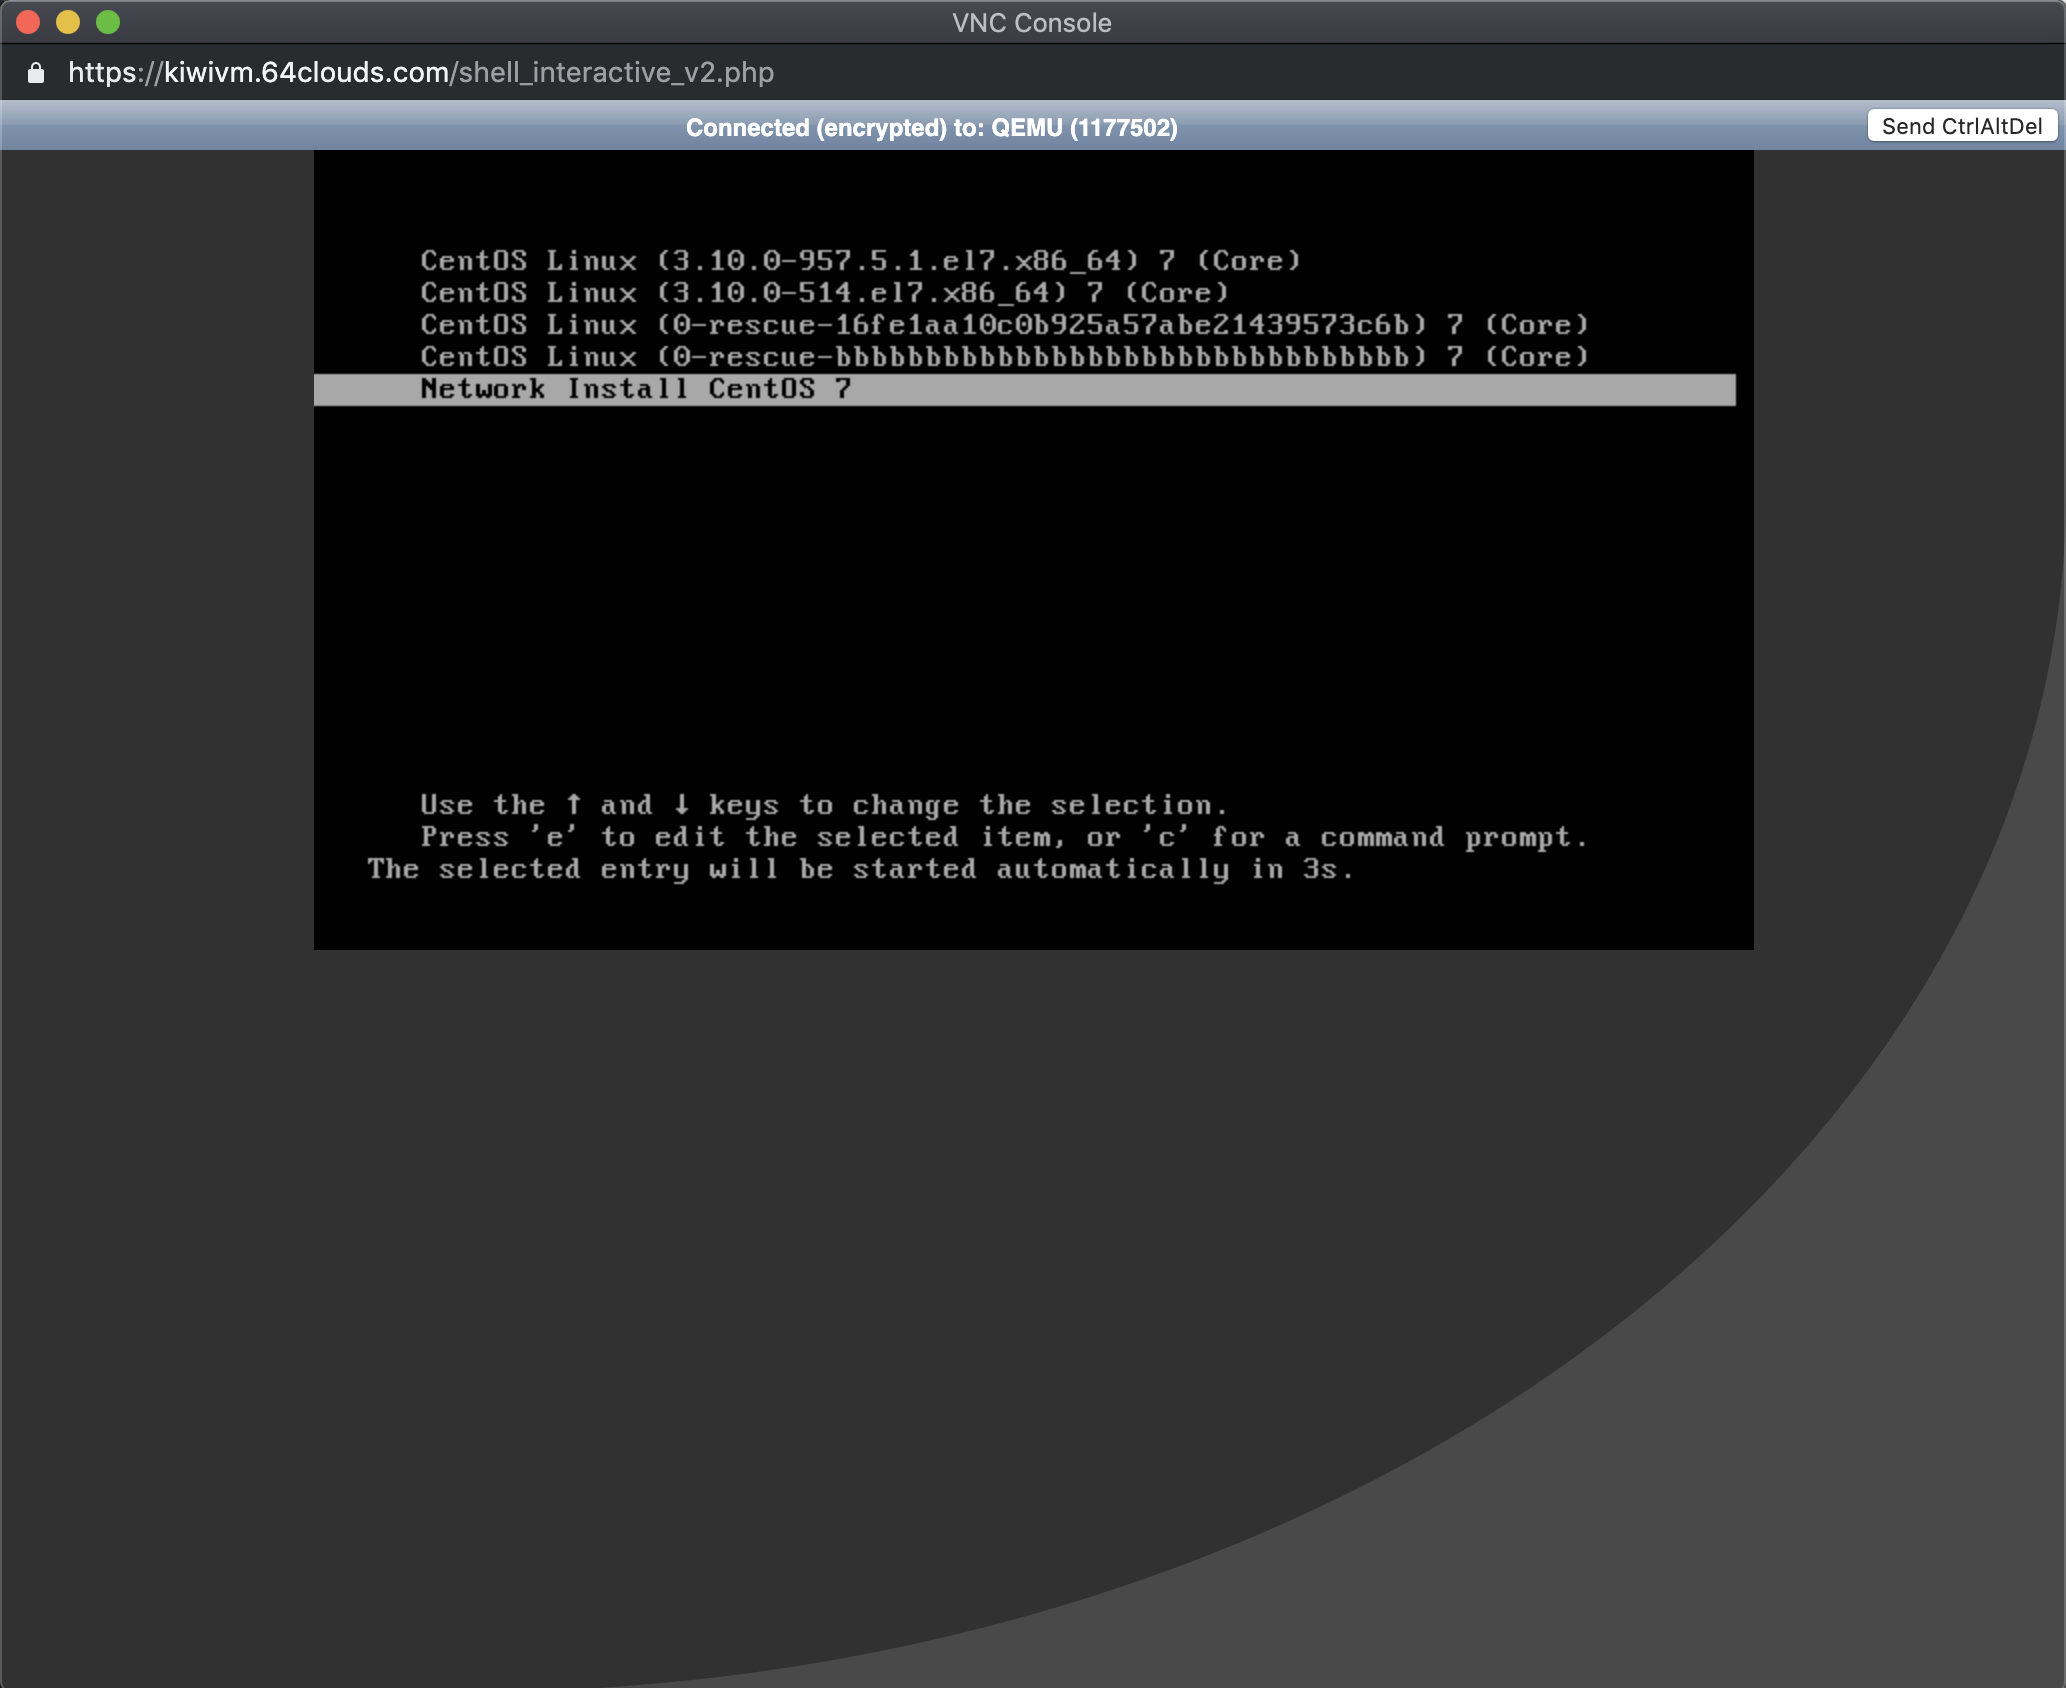 VNC Console
https://kiwivm.64clouds.com/shell_interactive_v2.php
Connected (encrypted) to: QEMU (1177502)
Send CtrlAltDel
CentOS Linux (3.10.0-957.5.1.el7.x86_64) 7 (Core)
CentOS Linux (3.10.0-514.el7.x86_64) 7 (Core)
CentOS Linux (0-rescue-16fe1aa10c0b925a57abe21439573c6b) 7 (Core)
CentOS Linux (0-rescue-bbbbbbbbbbbbbbbbbbbbbbbbbbbbbbbb) 7 (Core)
Network Install CentOS 7
Use the ↑ and ↓ keys to change the selection.
Press 'e' to edit the selected item, or 'c' for a command prompt.
The selected entry will be started automatically in 3s.